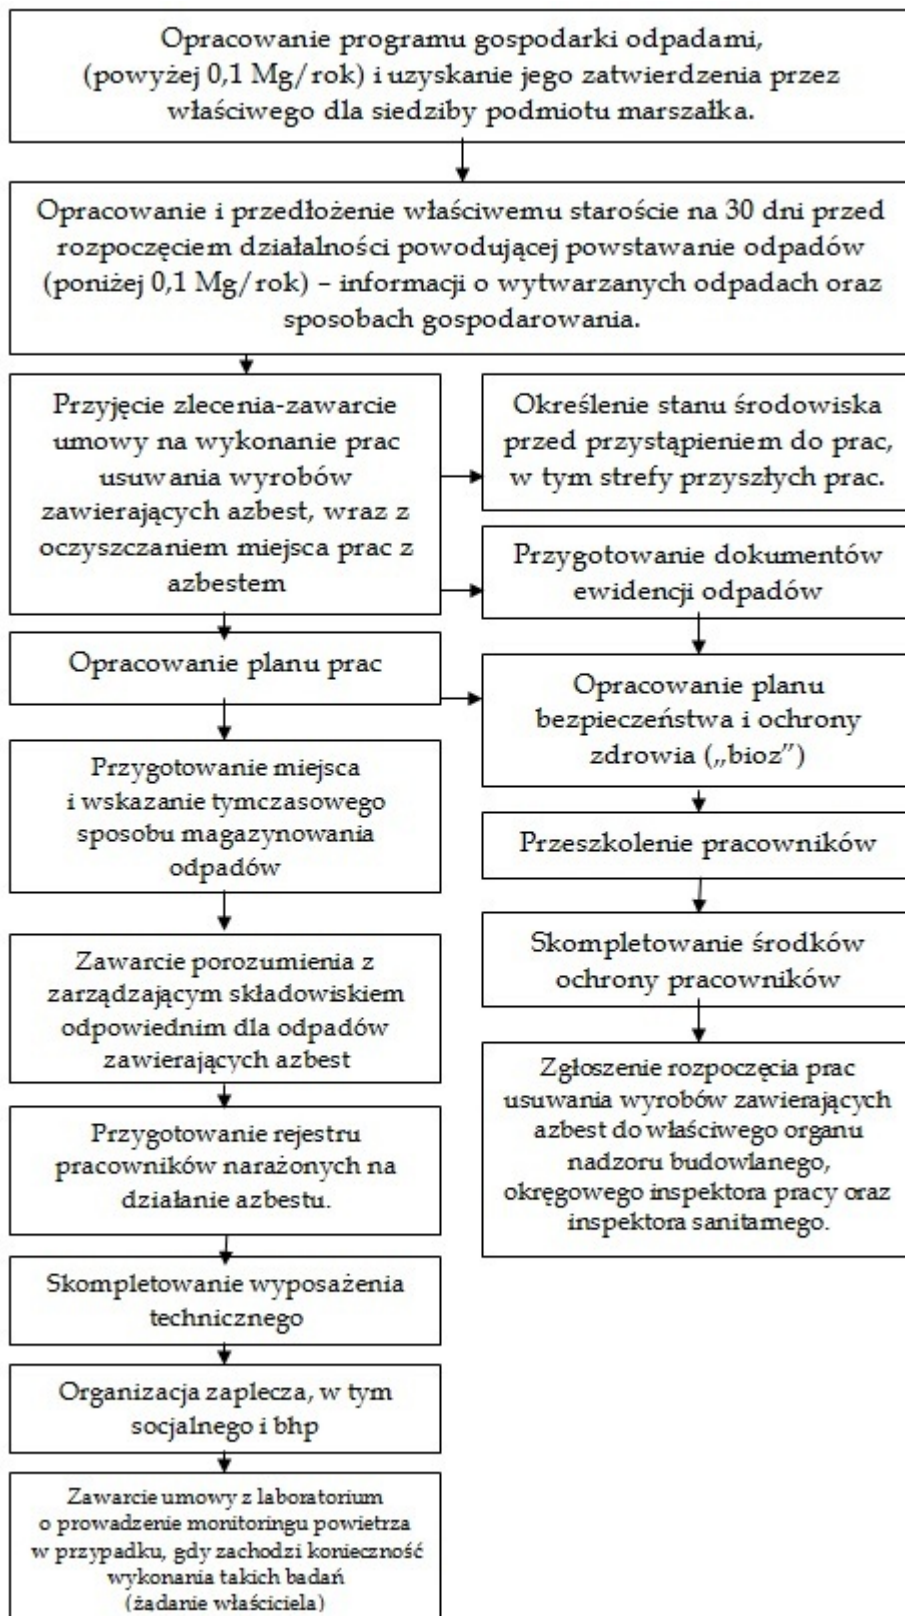 Opracowanie programu gospodarki odpadami,
(powyżej 0,1 Mg/rok) i uzyskanie jego zatwierdzenia przez
właściwego dla siedziby podmiotu marszałka.
Opracowanie i przedłożenie właściwemu staroście na 30 dni przed
rozpoczęciem działalności powodującej powstawanie odpadów
(poniżej 0,1 Mg/rok) – informacji o wytwarzanych odpadach oraz
sposobach gospodarowania.
Przyjęcie zlecenia-zawarcie
umowy na wykonanie prac
usuwania wyrobów
zawierających azbest, wraz z
oczyszczaniem miejsca prac z
azbestem
Opracowanie planu prac
Przygotowanie miejsca
i wskazanie tymczasowego
sposobu magazynowania
odpadów
Zawarcie porozumienia z
zarządzającym składowiskiem
odpowiednim dla odpadów
zawierających azbest
Przygotowanie rejestru
pracowników narażonych na
działanie azbestu.
Skompletowanie wyposażenia
technicznego
Organizacja zaplecza, w tym
socjalnego i bhp
Zawarcie umowy z laboratorium
o prowadzenie monitoringu powietrza
w przypadku, gdy zachodzi konieczność
wykonania takich badań
(żądanie właściciela)
Określenie stanu środowiska
przed przystąpieniem do prac,
w tym strefy przyszłych prac.
Przygotowanie dokumentów
ewidencji odpadów
Opracowanie planu
bezpieczeństwa i ochrony
zdrowia („bioz”)
Przeszkolenie pracowników
Skompletowanie środków
ochrony pracowników
Zgłoszenie rozpoczęcia prac
usuwania wyrobów zawierających
azbest do właściwego organu
nadzoru budowlanego,
okręgowego inspektora pracy oraz
inspektora sanitarnego.